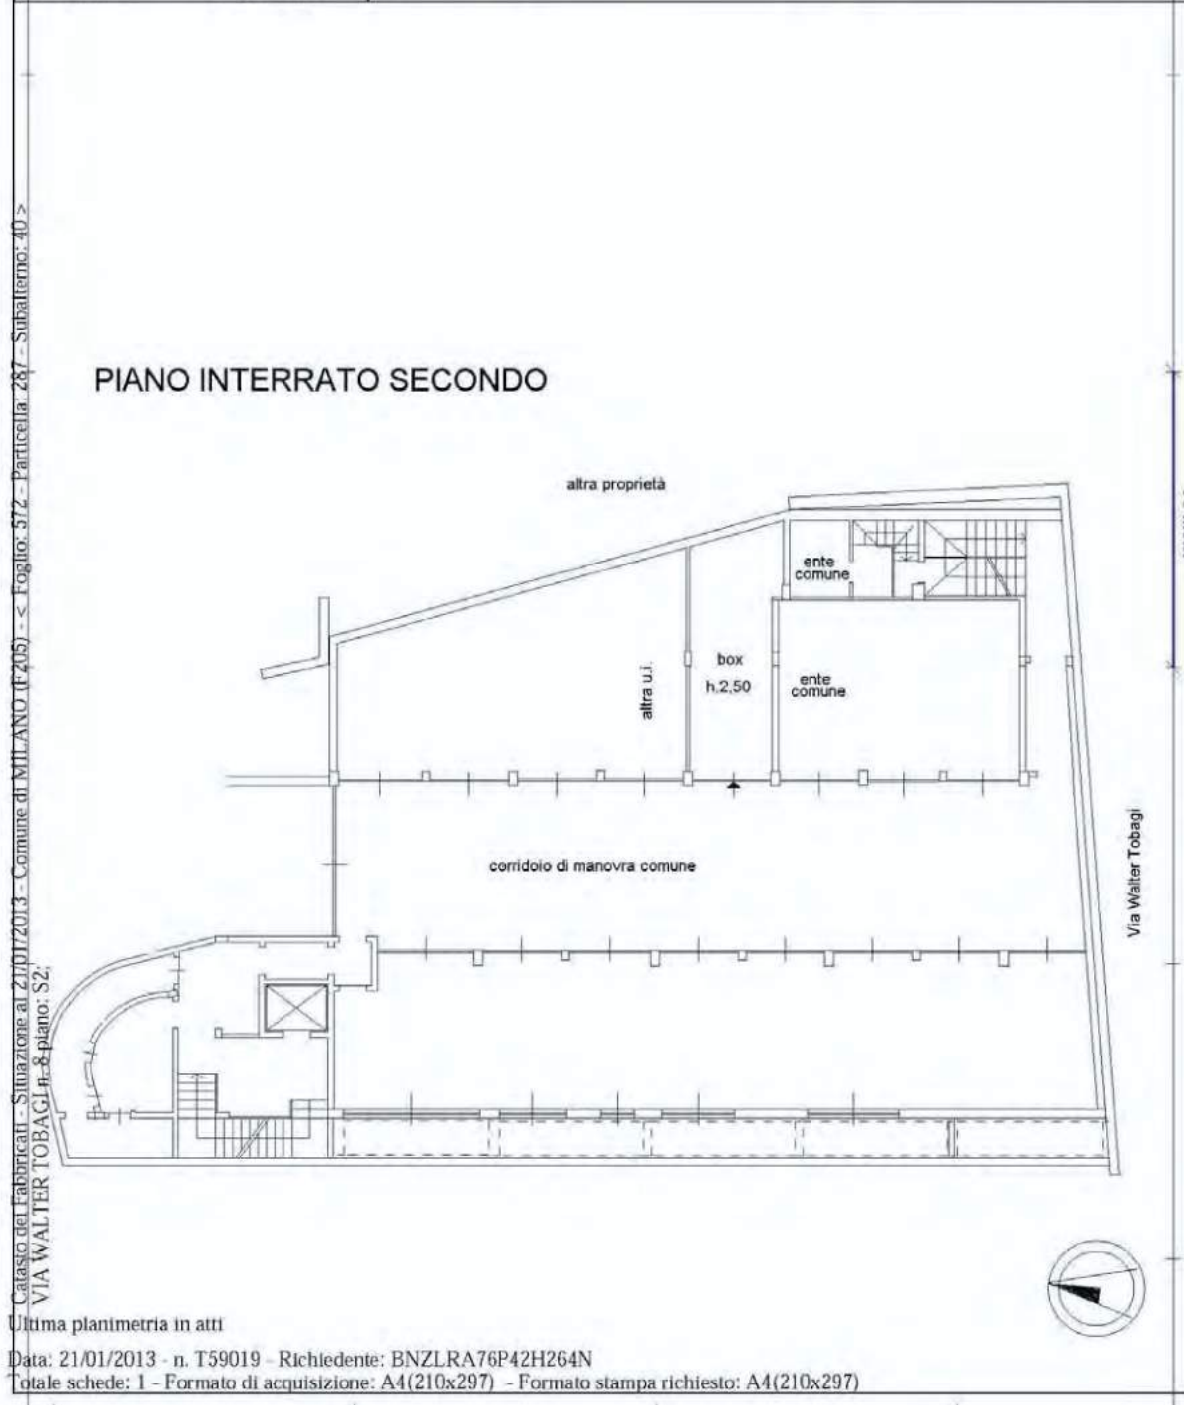 PIANO INTERRATO SECONDO
altra proprietà
ente
comune
box
h.2,50
altra u.i.
ente
comune
corridoio di manovra comune
Via Walter Tobagi
Catasto dei Fabbricati - Situazione al 21/01/2013 - Comune di MILANO (F205) - < Foglio: 572 - Particella: 287 - Subalterno: 40 >
VIA WALTER TOBAGI n. 8 piano: S2;
Ultima planimetria in atti
Data: 21/01/2013 - n. T59019 - Richiedente: BNZLRA76P42H264N
Totale schede: 1 - Formato di acquisizione: A4(210x297) - Formato stampa richiesto: A4(210x297)